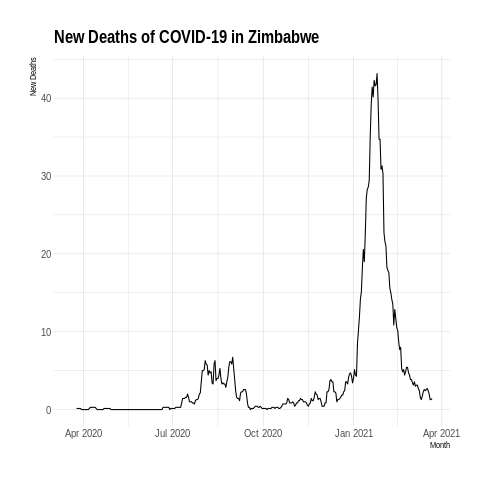 New Deaths of COVID-19 in Zimbabwe
New Deaths
40
30
20
10
0
Apr 2020 Jul 2020 Oct 2020 Jan 2021 Apr 2021
Month